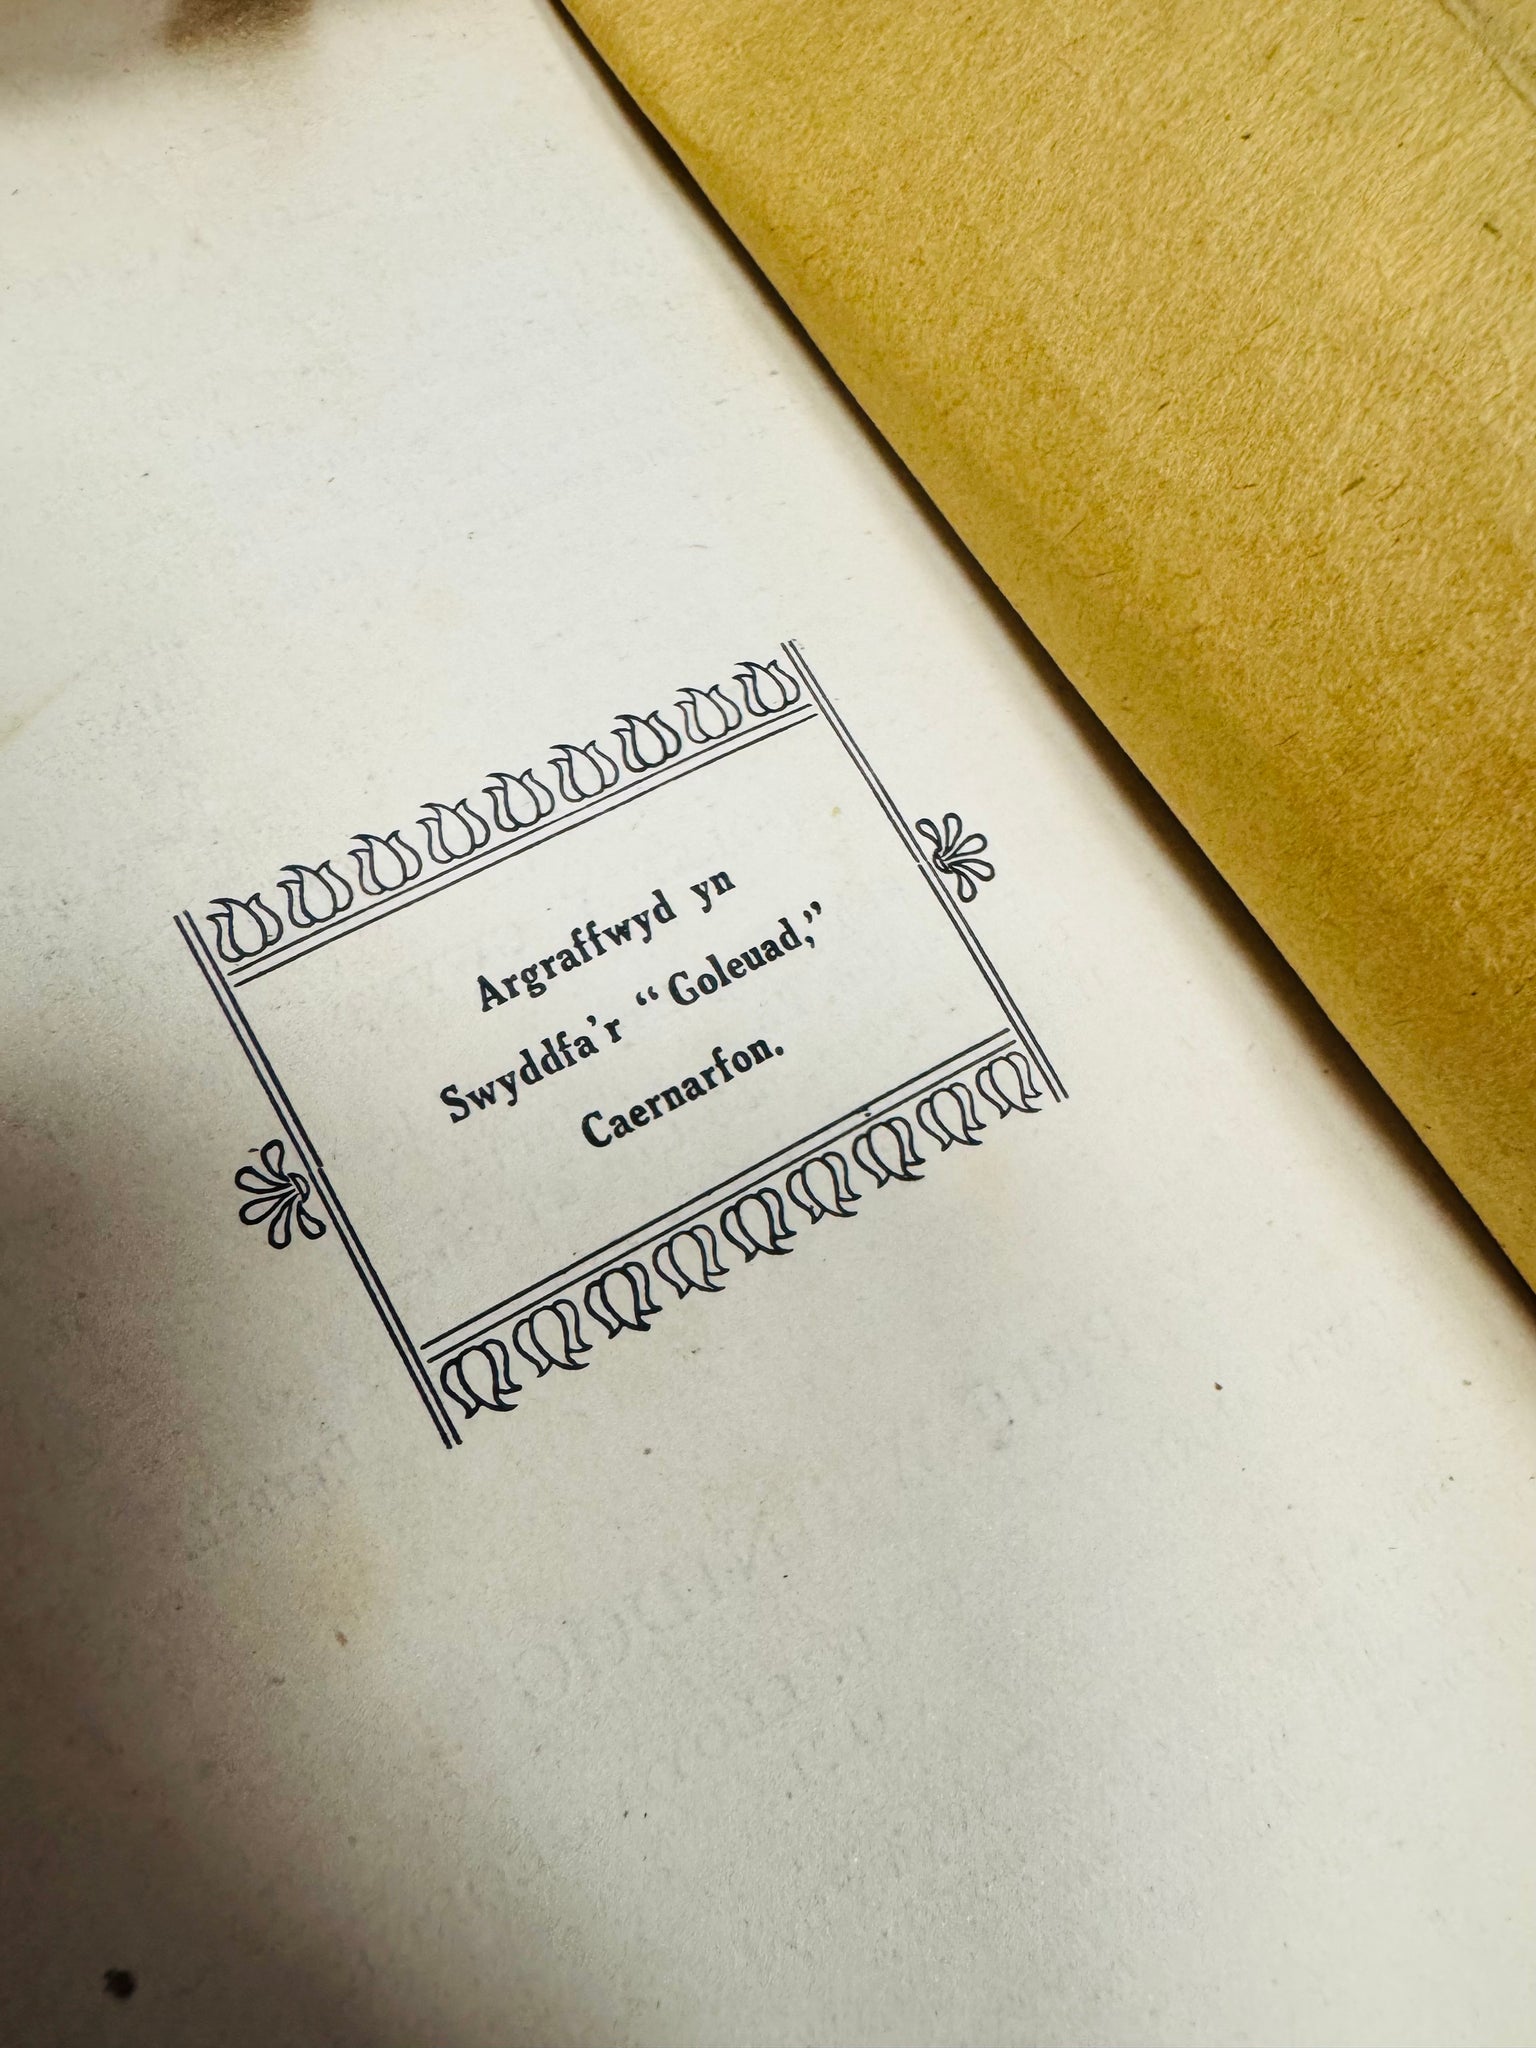 Argraffwyd yn
Swyddfa'r “Goleuad,”
Caernarfon.